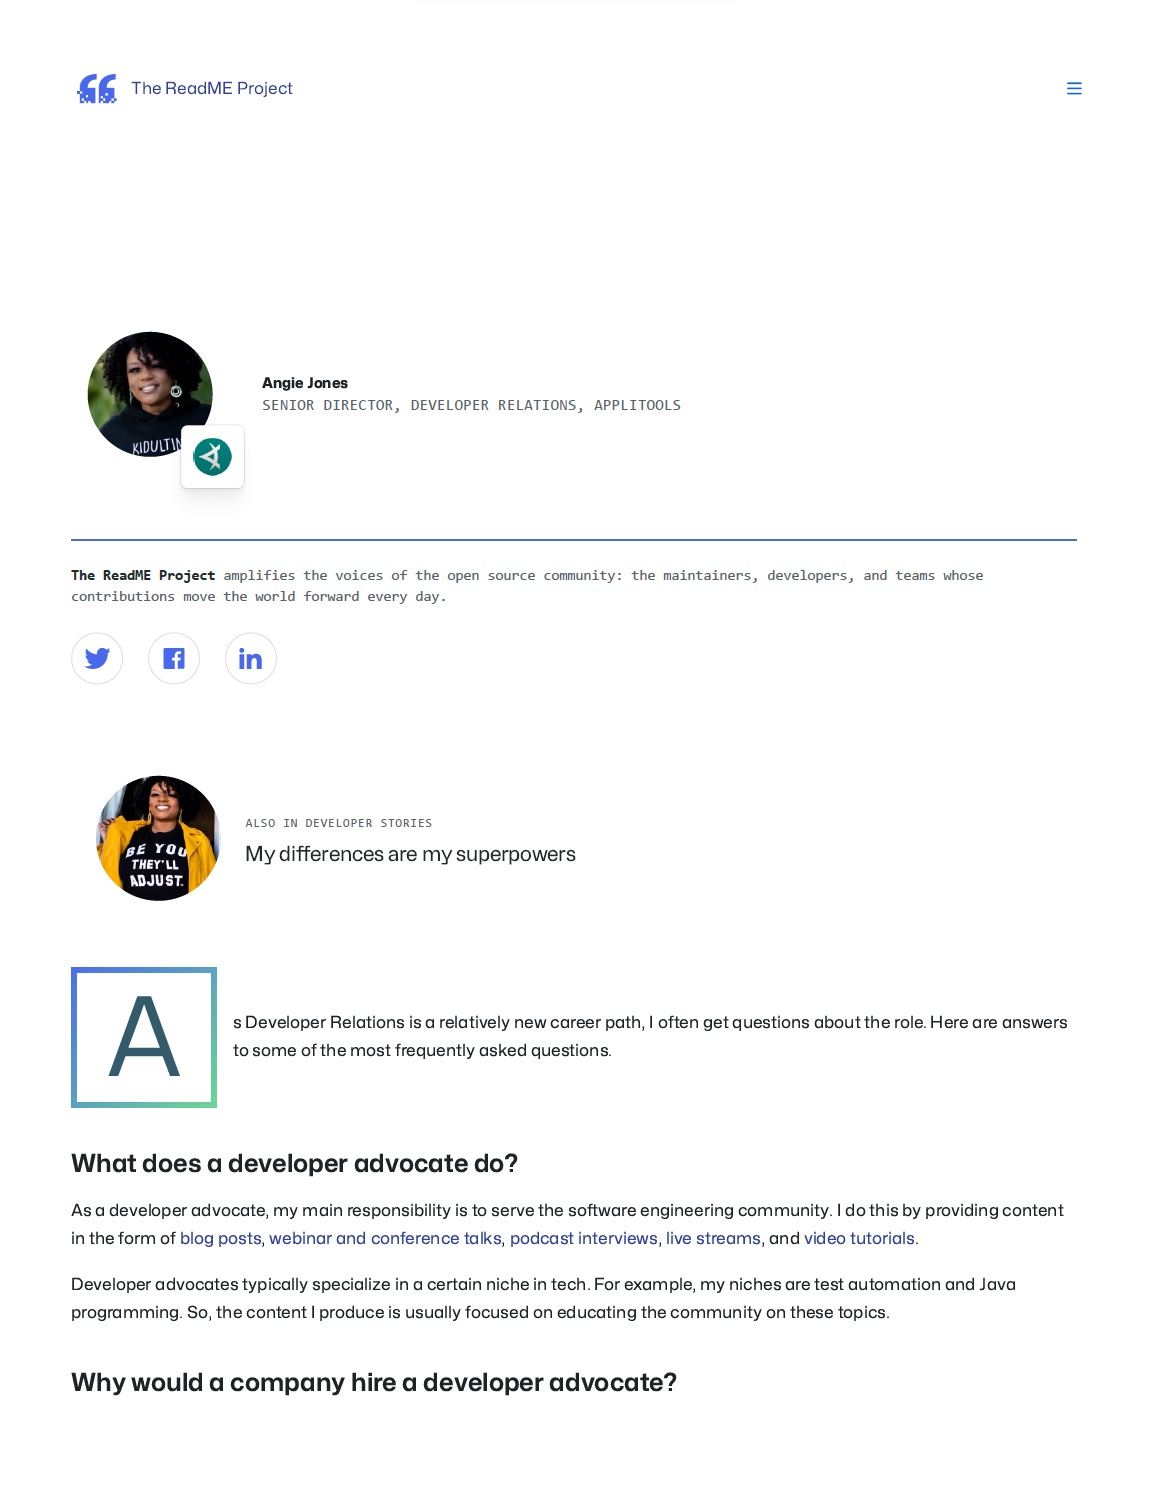 The ReadME Project
Angie Jones
SENIOR DIRECTOR, DEVELOPER RELATIONS, APPLITOOLS
KIDULTIN
The ReadME Project amplifies the voices of the open source community: the maintainers, developers, and teams whose
contributions move the world forward every day.
ALSO IN DEVELOPER STORIES
My differences are my superpowers
BE YOU
THEY'LL
ADJUST.
A
s Developer Relations is a relatively new career path, I often get questions about the role. Here are answers
to some of the most frequently asked questions.
What does a developer advocate do?
As a developer advocate, my main responsibility is to serve the software engineering community. I do this by providing content
in the form of blog posts, webinar and conference talks, podcast interviews, live streams, and video tutorials.
Developer advocates typically specialize in a certain niche in tech. For example, my niches are test automation and Java
programming. So, the content I produce is usually focused on educating the community on these topics.
Why would a company hire a developer advocate?